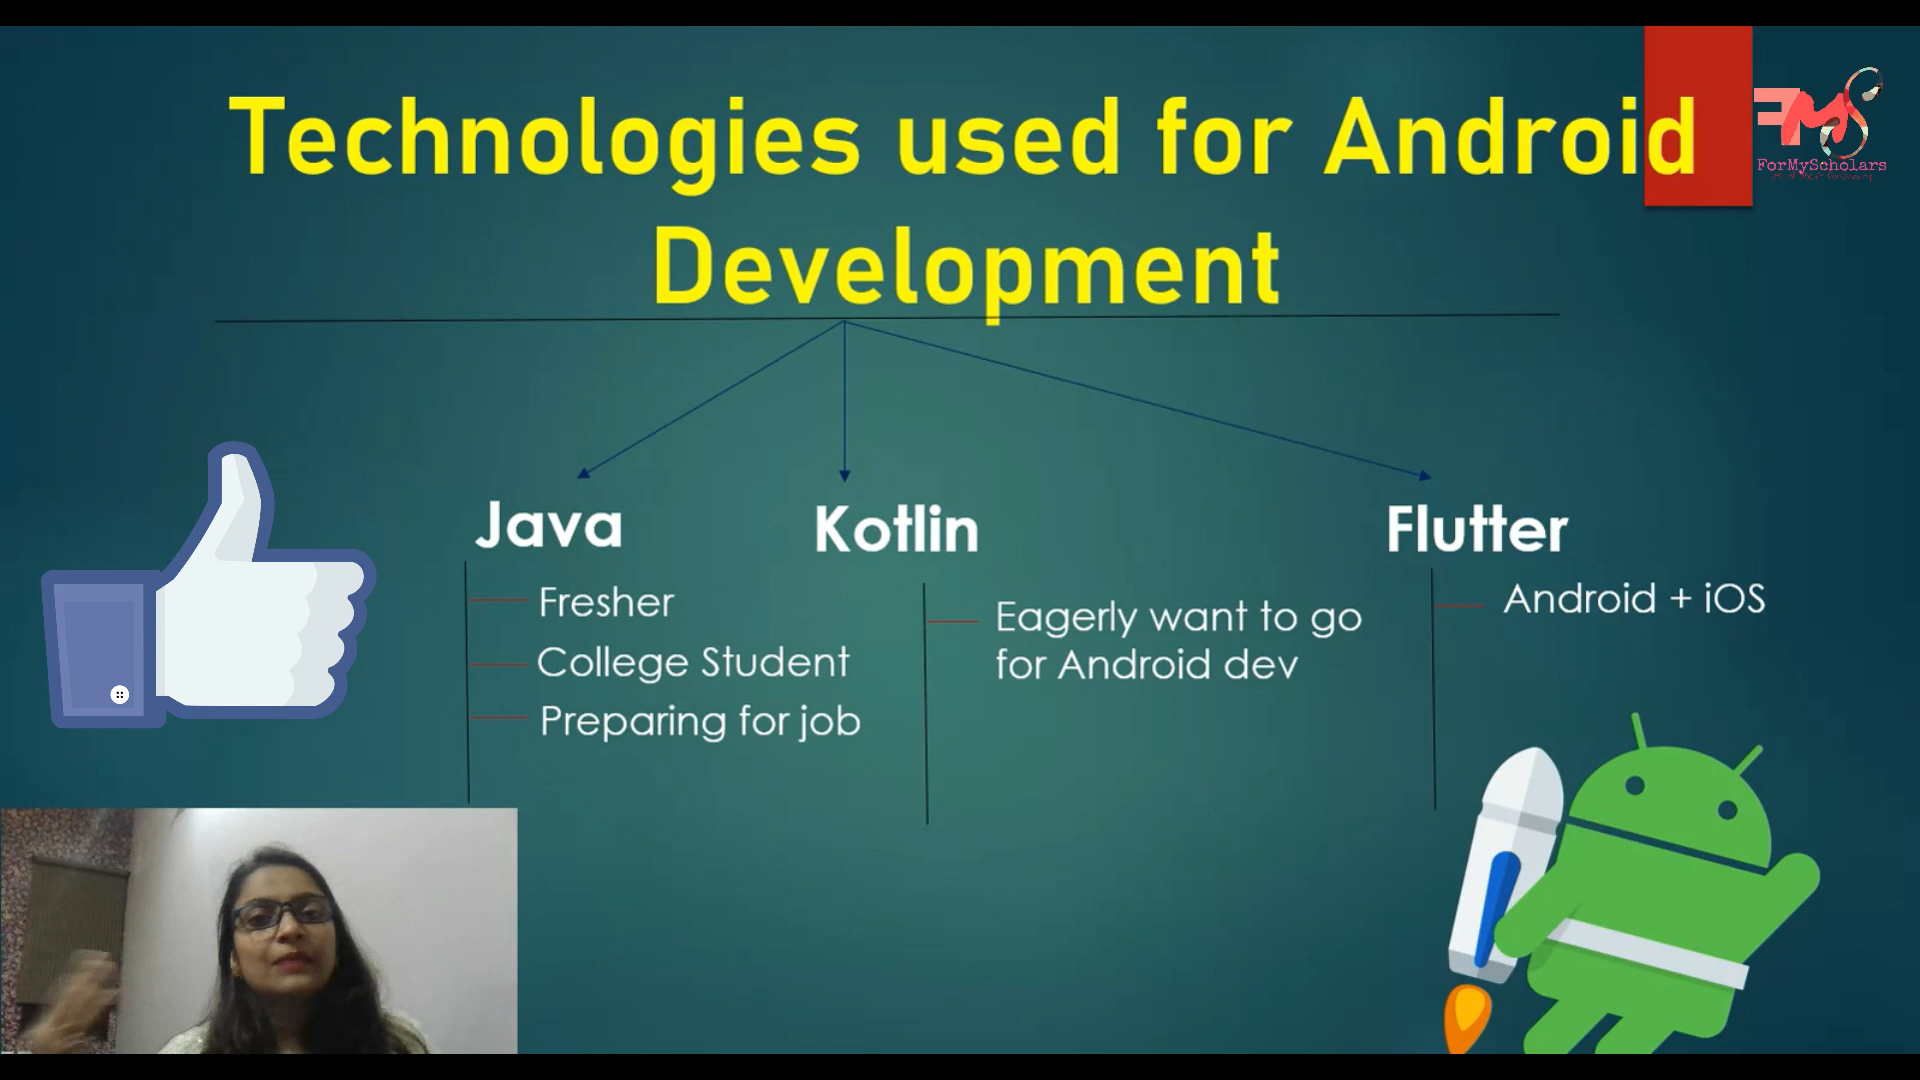 Technologies used for Android
Development
ForMyScholars
Java
Fresher
College Student
Preparing for job
Kotlin
Eagerly want to go
for Android dev
Flutter
Android + iOS